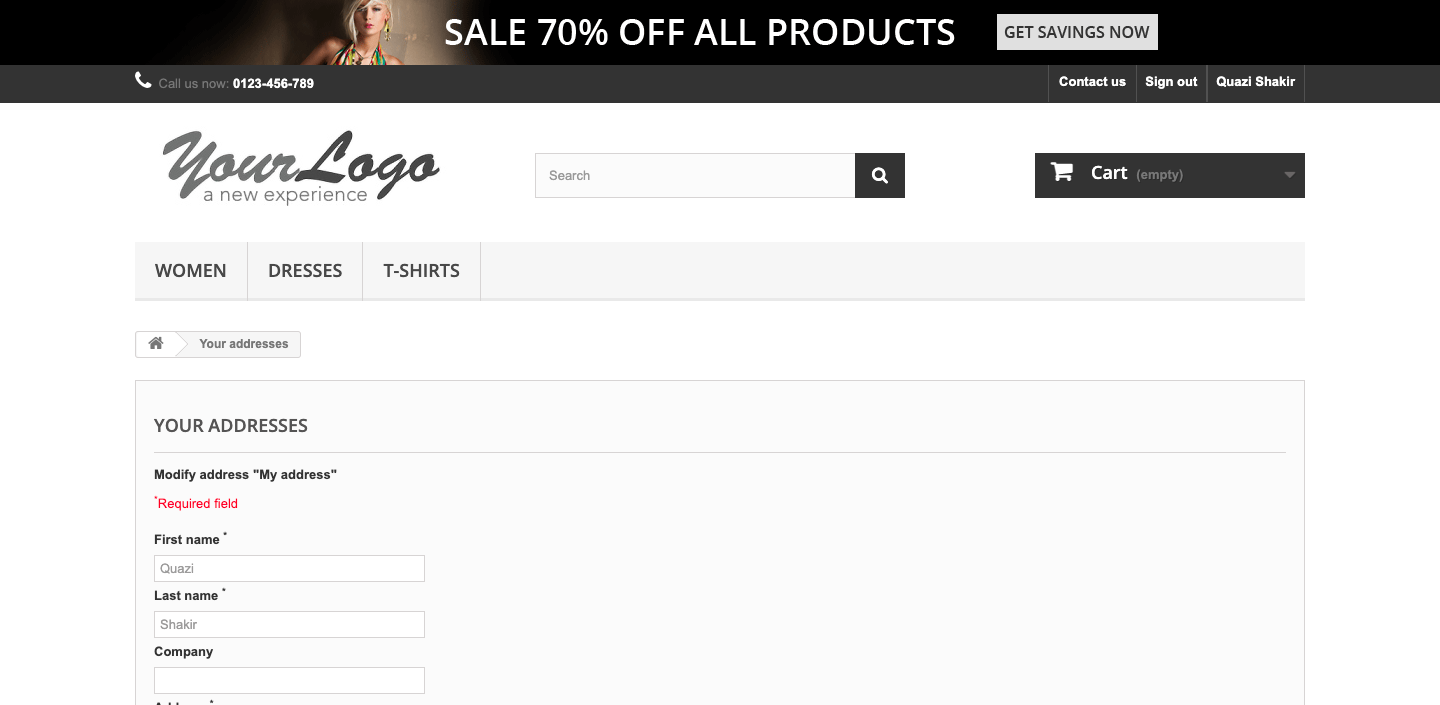 SALE 70% OFF ALL PRODUCTS GET SAVINGS NOW
Call us now: 0123-456-789 Contact us Sign out Quazi Shakir
Your Logo
a new experience
Search
Cart (empty)
WOMEN DRESSES T-SHIRTS
Your addresses
YOUR ADDRESSES
Modify address "My address"
*Required field
First name *
Quazi
Last name *
Shakir
Company